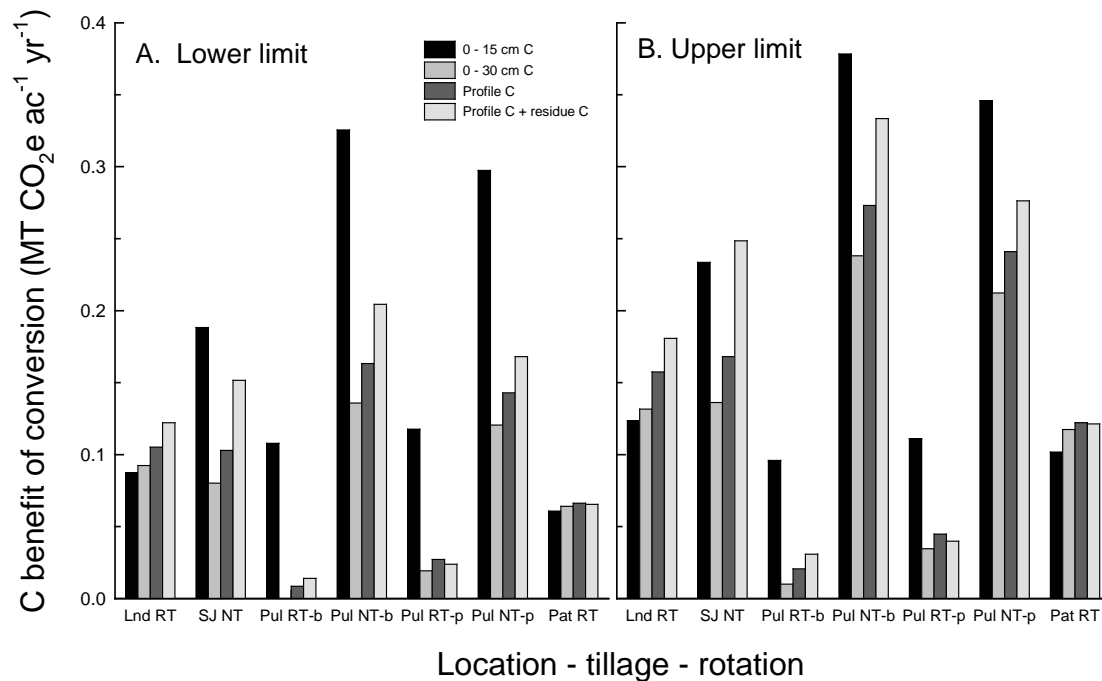 C benefit of conversion (MT CO₂e ac⁻¹ yr⁻¹)
0.4
0.3
0.2
0.1
0.0
A. Lower limit
0 - 15 cm C
0 - 30 cm C
Profile C
Profile C + residue C
B. Upper limit
Lnd RT SJ NT Pul RT-b Pul NT-b Pul RT-p Pul NT-p Pat RT
Lnd RT SJ NT Pul RT-b Pul NT-b Pul RT-p Pul NT-p Pat RT
Location - tillage - rotation